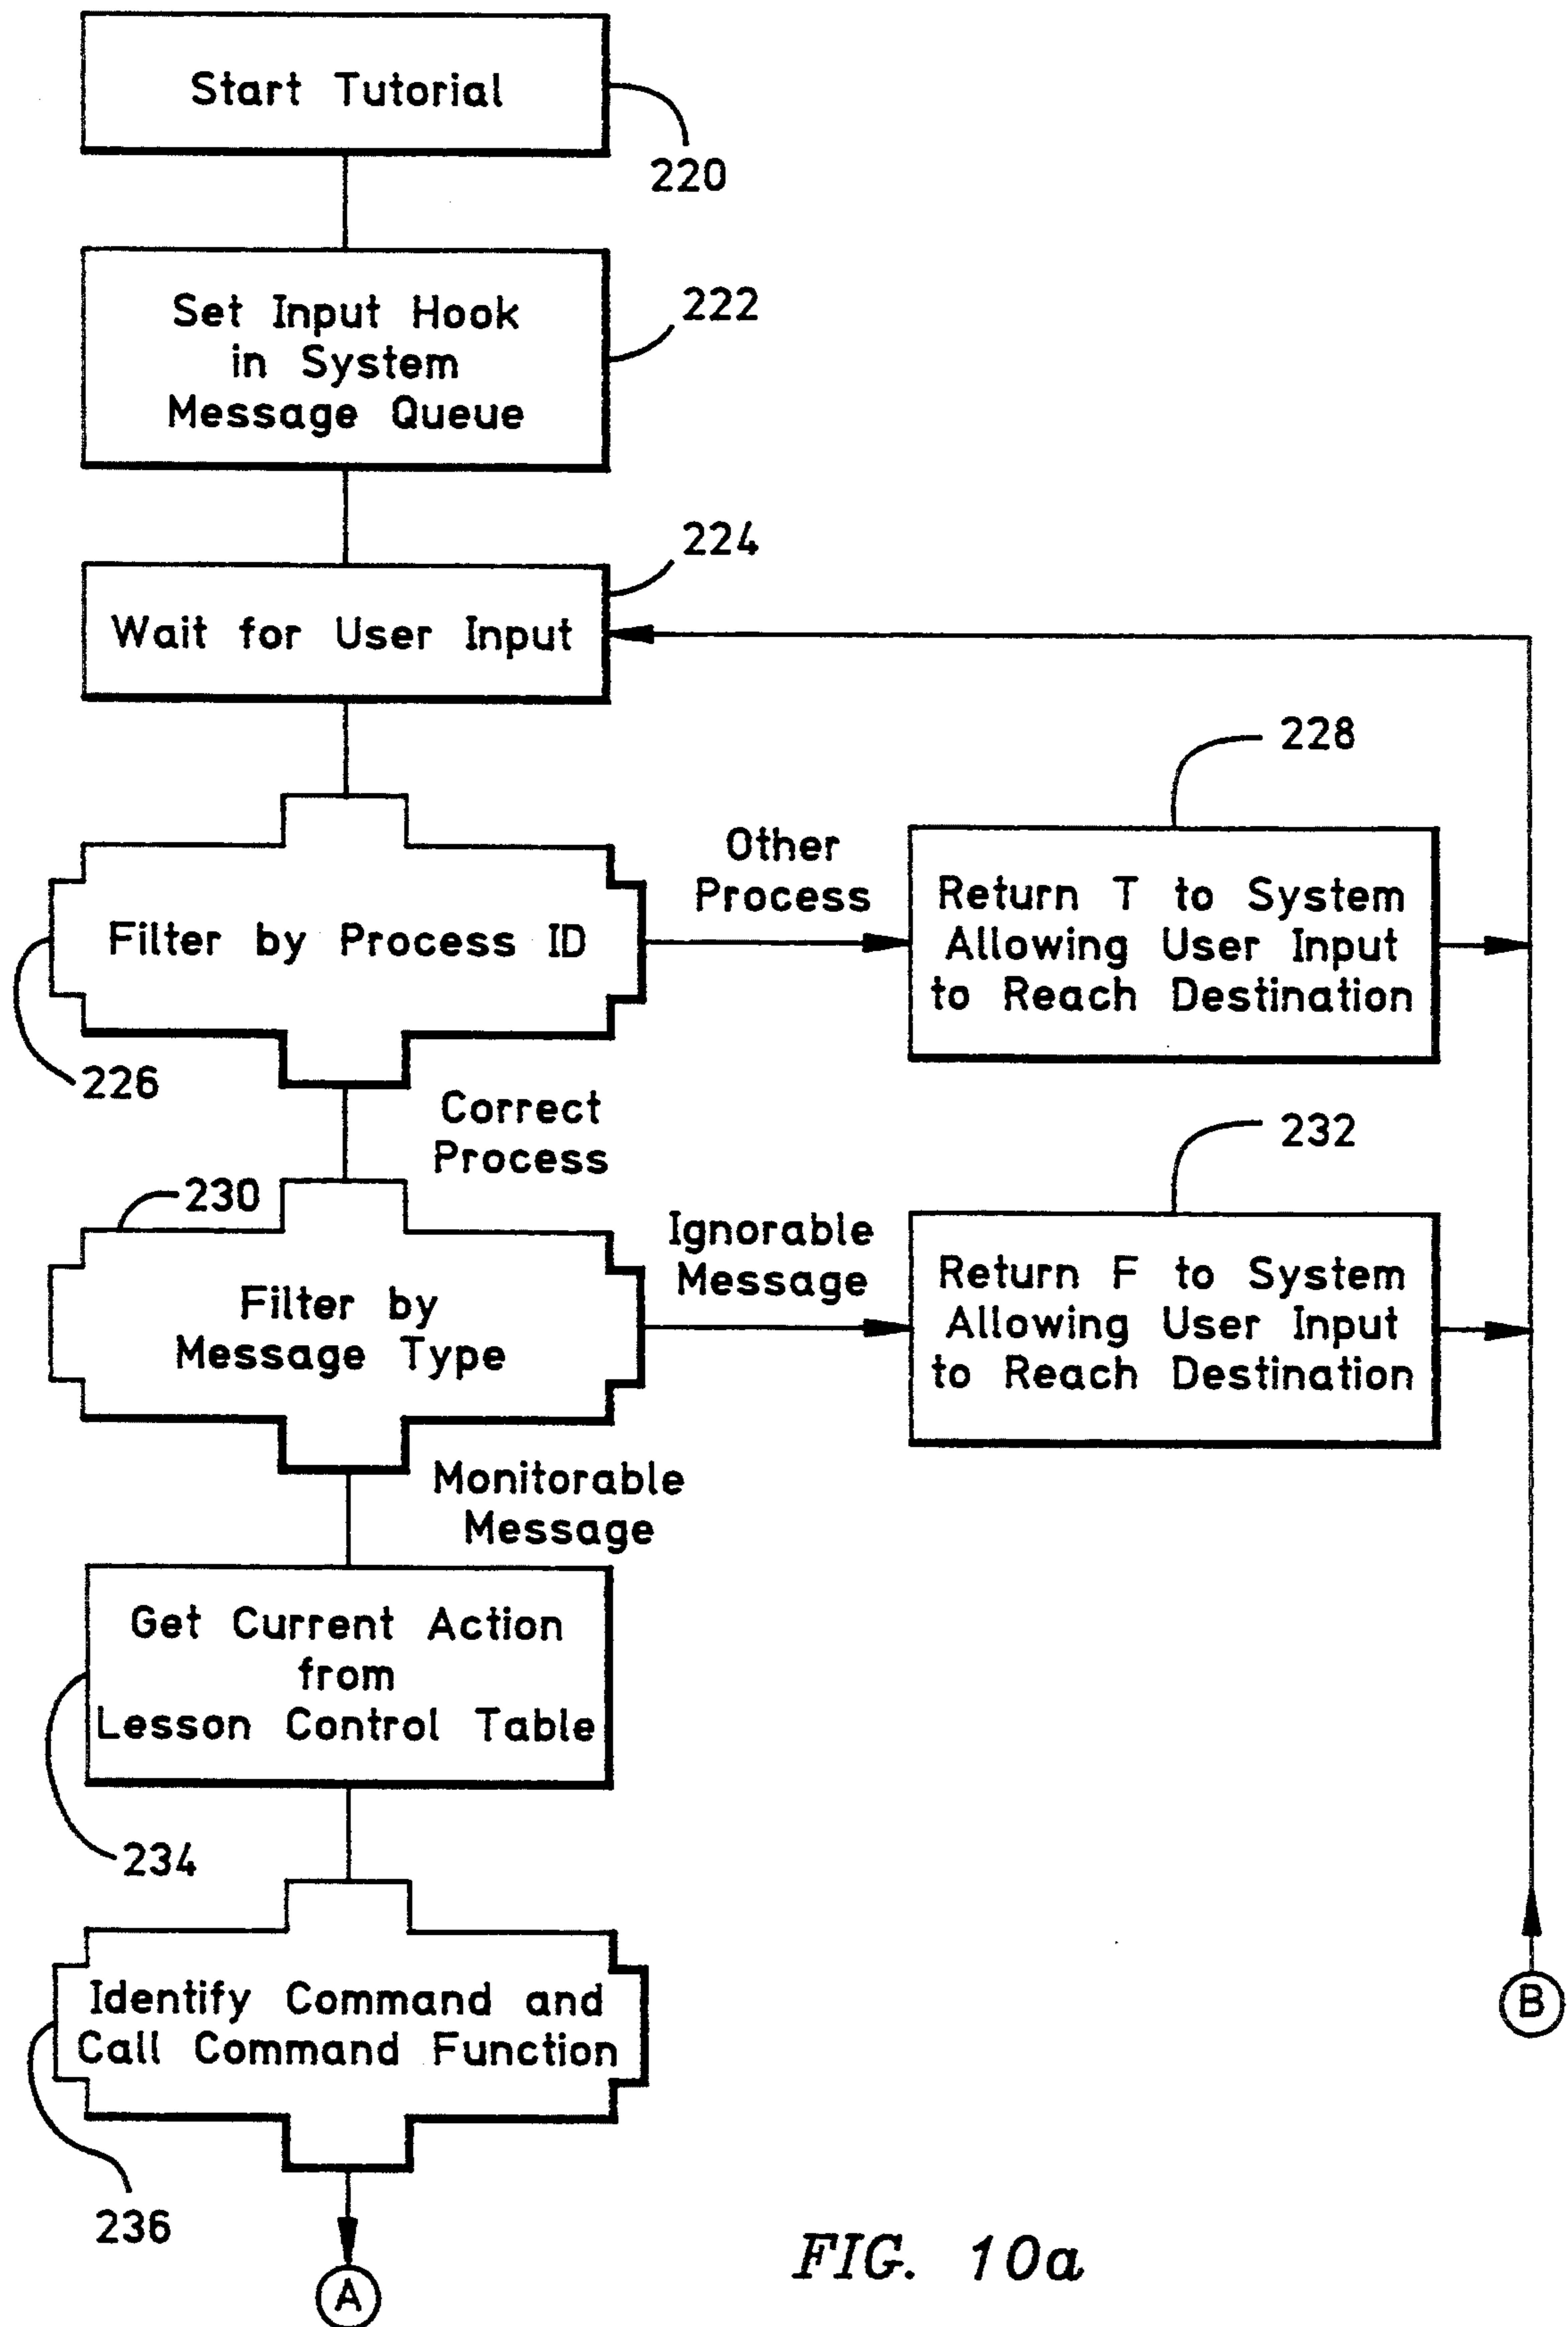 Start Tutorial
220
Set Input Hook
in System
Message Queue
222
Wait for User Input
224
Filter by Process ID
226
Other
Process
Return T to System
Allowing User Input
to Reach Destination
228
Correct
Process
Filter by
Message Type
230
Ignorable
Message
Return F to System
Allowing User Input
to Reach Destination
232
Monitorable
Message
Get Current Action
from
Lesson Control Table
234
Identify Command and
Call Command Function
236
A
B
FIG. 10a